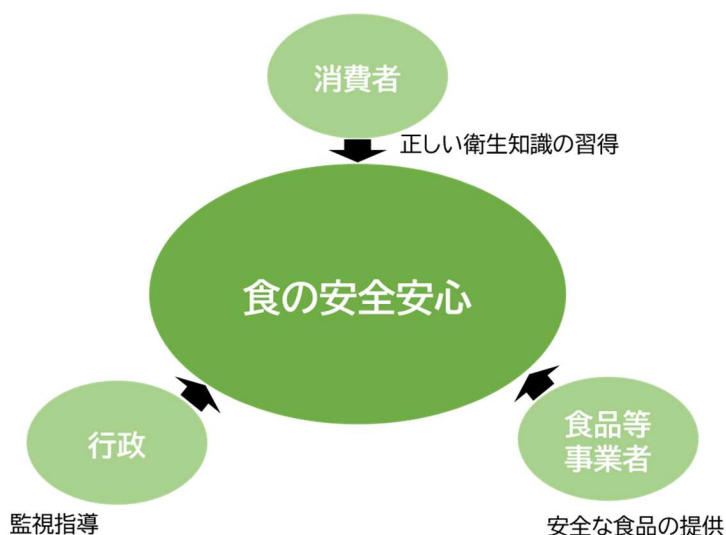 消費者
正しい衛生知識の習得
食の安全安心
行政
監視指導
食品等
事業者
安全な食品の提供